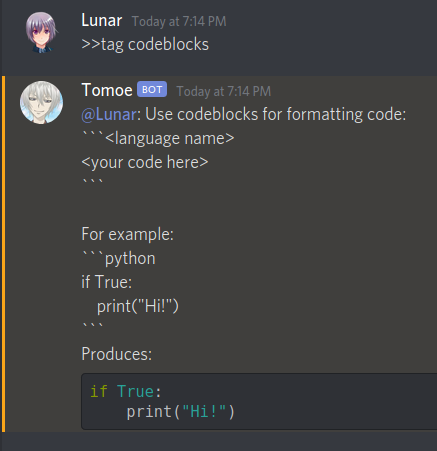 Lunar Today at 7:14 PM
>>tag codeblocks
Tomoe BOT Today at 7:14 PM
@Lunar: Use codeblocks for formatting code:
```<language name>
<your code here>
```
For example:
```python
if True:
    print("Hi!")
```
Produces:
if True:
    print("Hi!")